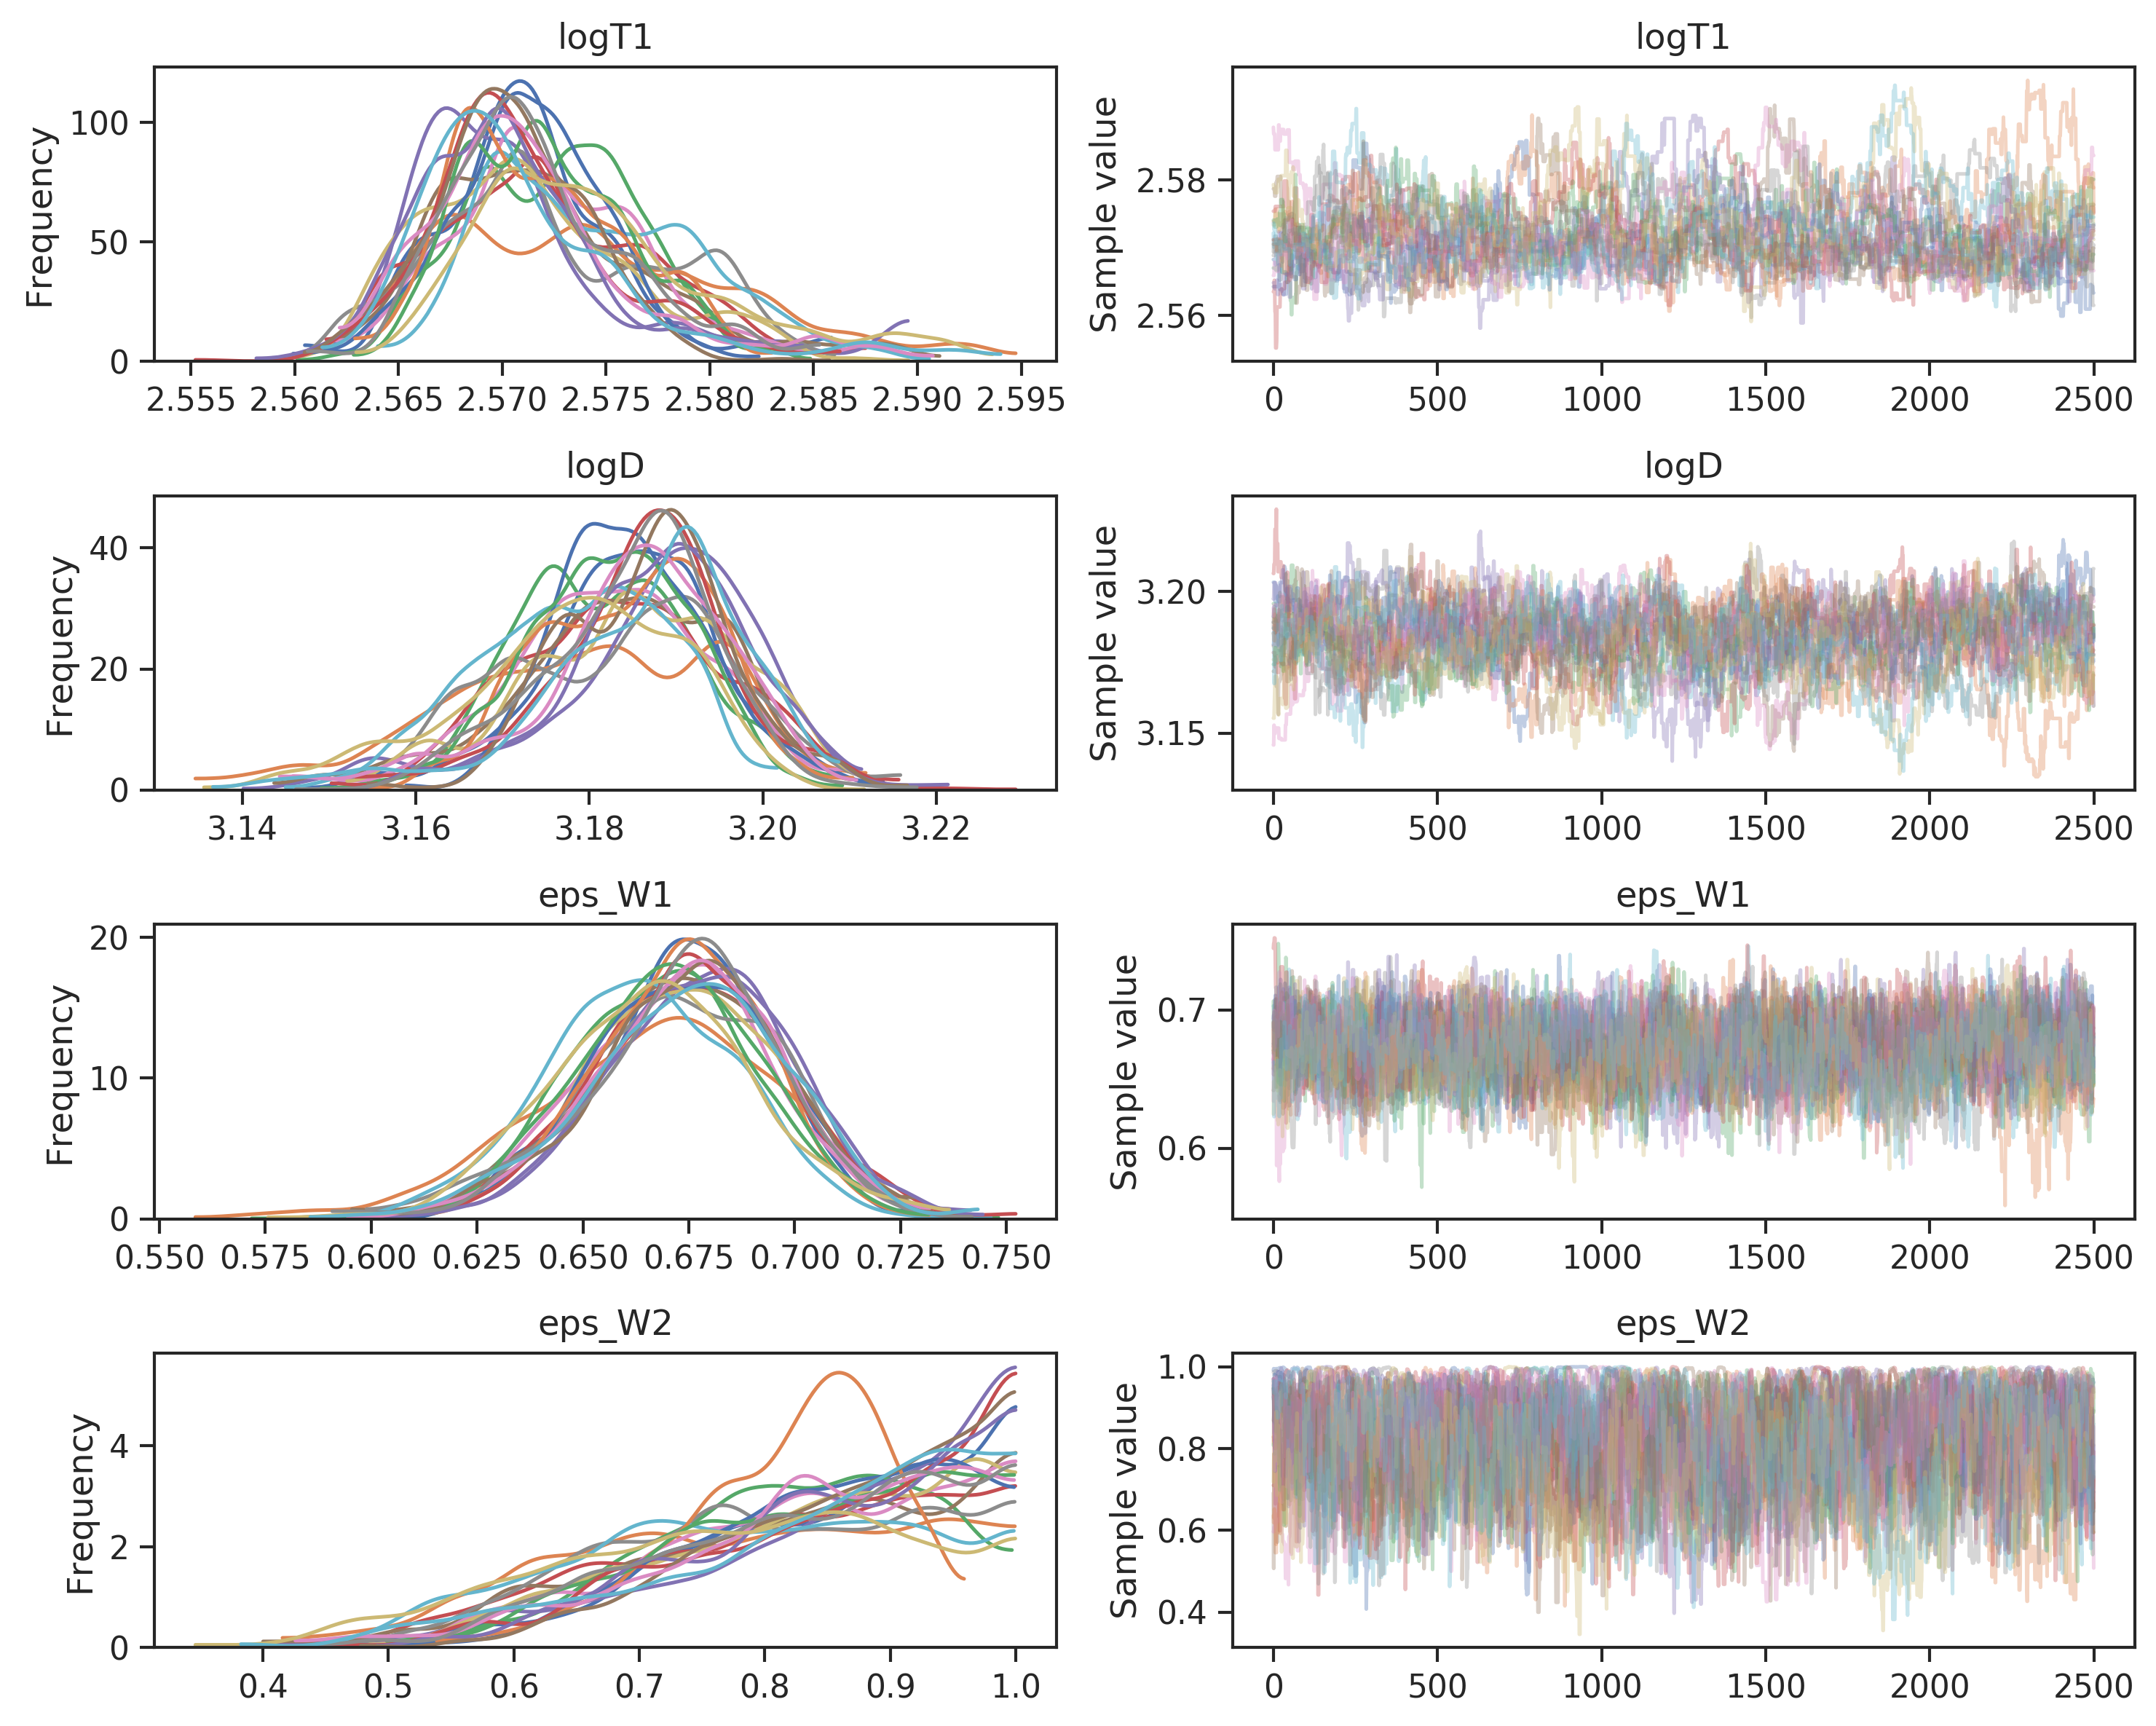 logT1
Frequency
100
50
0
2.555 2.560 2.565 2.570 2.575 2.580 2.585 2.590 2.595
logT1
Sample value
2.58
2.56
0 500 1000 1500 2000 2500
logD
Frequency
40
20
0
3.14 3.16 3.18 3.20 3.22
logD
Sample value
3.20
3.15
0 500 1000 1500 2000 2500
eps_W1
Frequency
20
10
0
0.550 0.575 0.600 0.625 0.650 0.675 0.700 0.725 0.750
eps_W1
Sample value
0.7
0.6
0 500 1000 1500 2000 2500
eps_W2
Frequency
4
2
0
0.4 0.5 0.6 0.7 0.8 0.9 1.0
eps_W2
Sample value
1.0
0.8
0.6
0.4
0 500 1000 1500 2000 2500